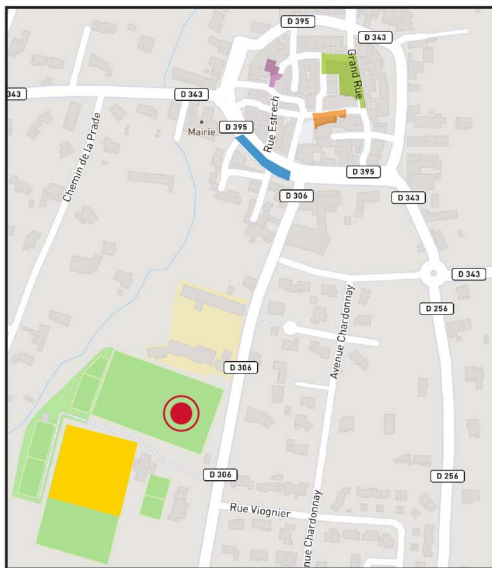 D 395
D 343
Grand Rue
343
D 343
D 395
Mairie
Rue Estrech
Chemin de la Prade
D 395
D 306
D 343
D 343
D 256
Avenue Chardonnay
D 306
D 306
D 256
Rue Viognier
nue Chardonnay